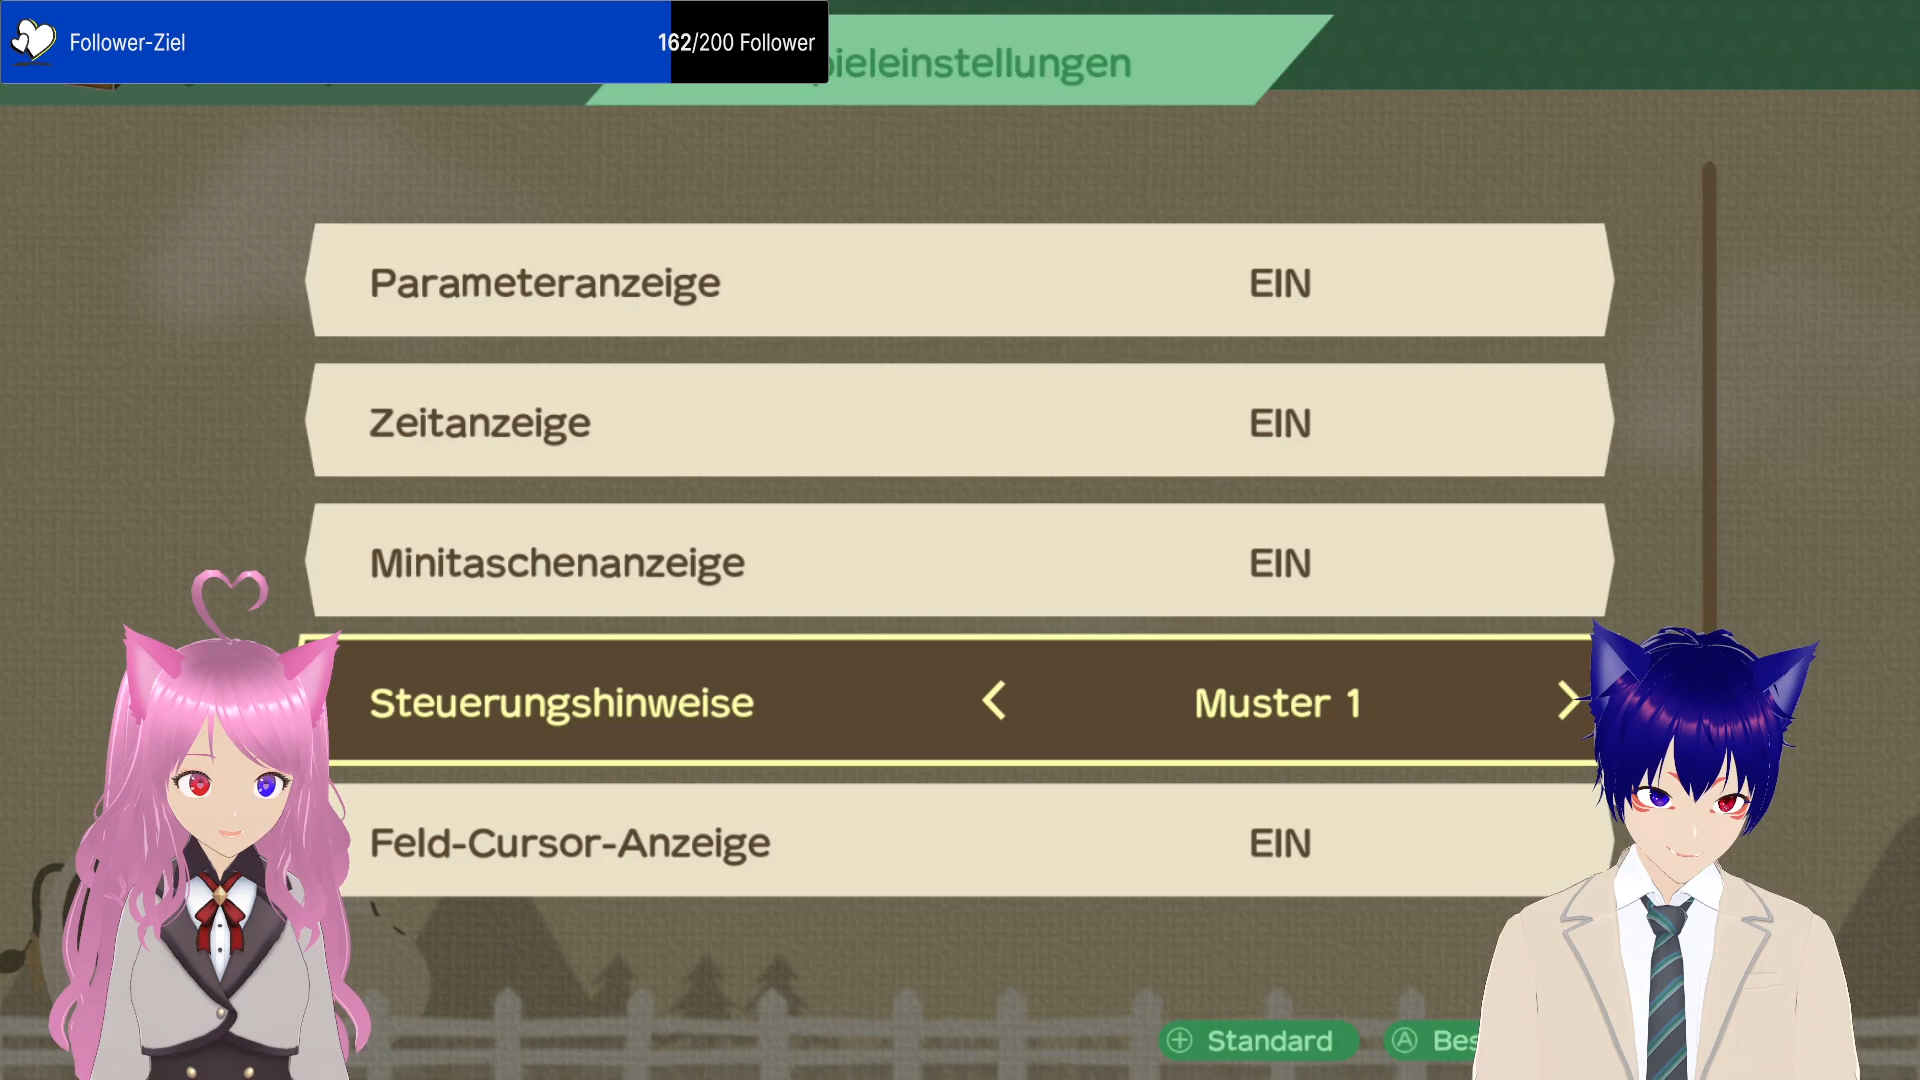 Follower-Ziel
162/200 Follower
pieleinstellungen
Parameteranzeige EIN
Zeitanzeige EIN
Minitaschenanzeige EIN
Steuerungshinweise Muster 1
Feld-Cursor-Anzeige EIN
Standard
A Bes